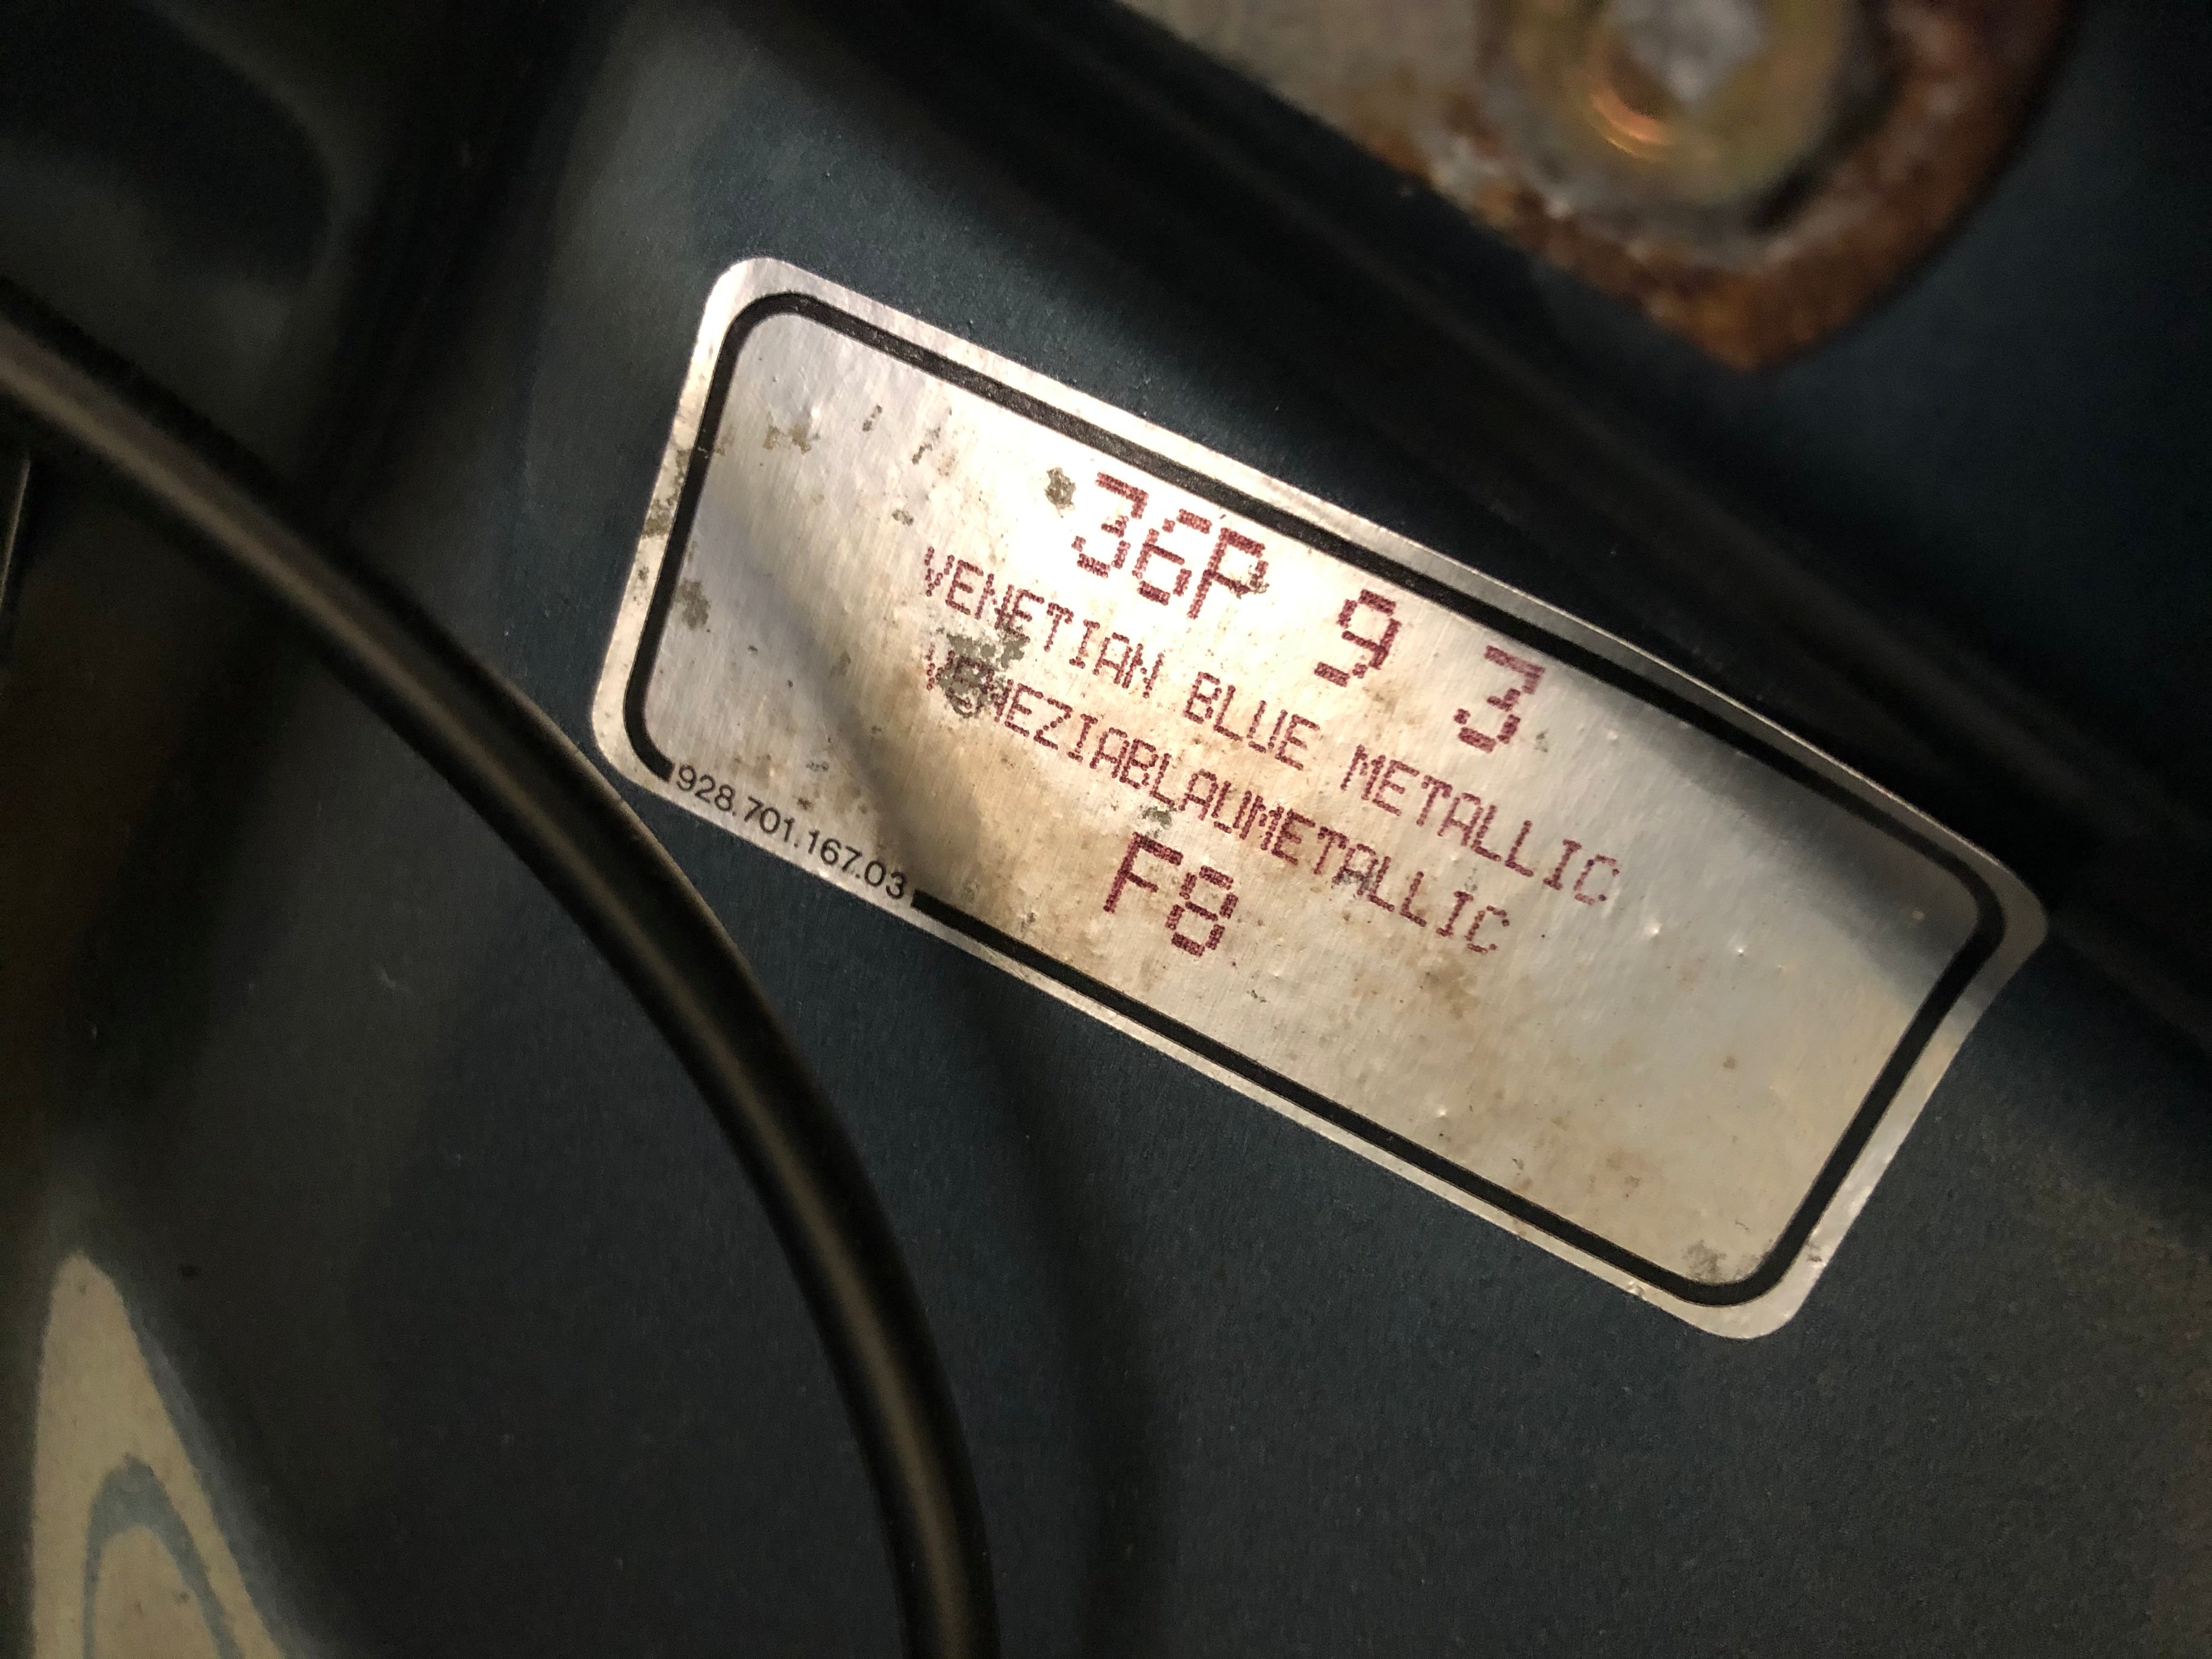 36P 9 3
VENETIAN BLUE METALLIC
VENEZIABLAUMETALLIC
F8
928.701.167.03